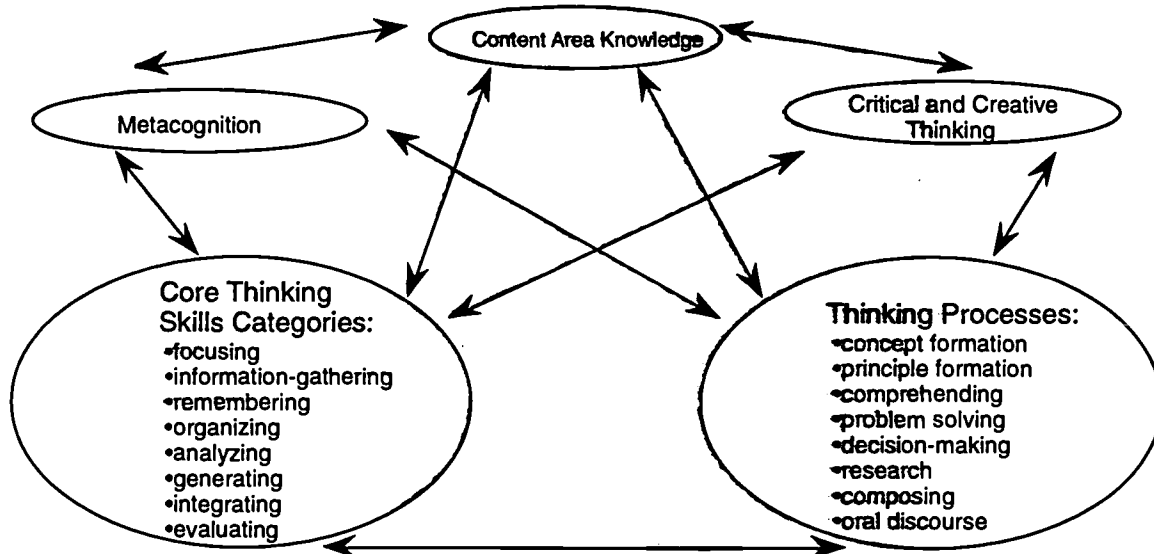 Content Area Knowledge
Metacognition
Critical and Creative
Thinking
Core Thinking
Skills Categories:
•focusing
•information-gathering
•remembering
•organizing
•analyzing
•generating
•integrating
•evaluating
Thinking Processes:
•concept formation
•principle formation
•comprehending
•problem solving
•decision-making
•research
•composing
•oral discourse